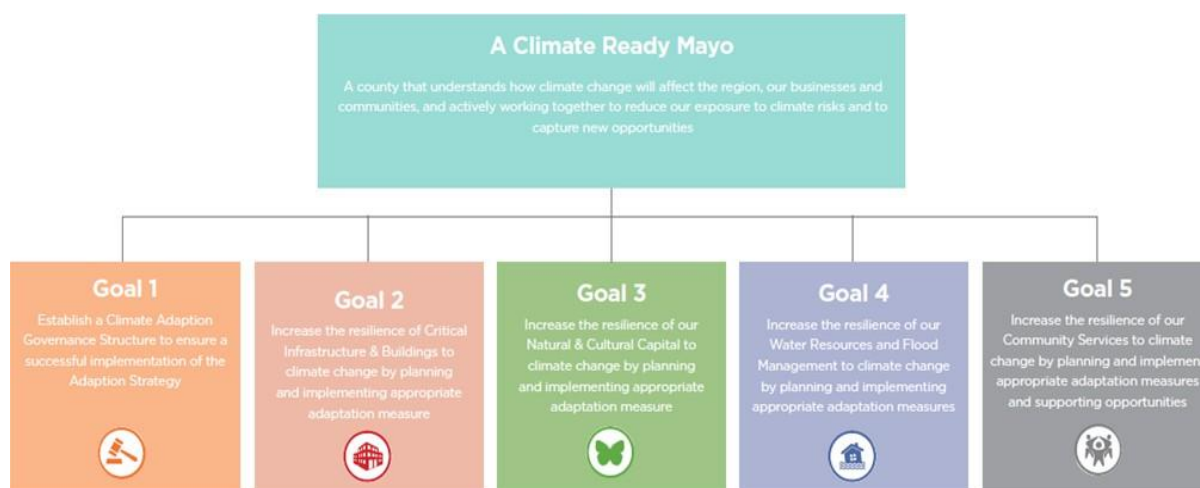 A Climate Ready Mayo
A county that understands how climate change will affect the region, our businesses and
communities, and actively working together to reduce our exposure to climate risks and to
capture new opportunities
Goal 1
Establish a Climate Adaption
Governance Structure to ensure a
successful implementation of the
Adaption Strategy
Goal 2
Increase the resilience of Critical
Infrastructure & Buildings to
climate change by planning
and implementing appropriate
adaptation measure
Goal 3
Increase the resilience of our
Natural & Cultural Capital to
climate change by planning
and implementing appropriate
adaptation measure
Goal 4
Increase the resilience of our
Water Resources and Flood
Management to climate change
by planning and implementing
appropriate adaptation measures
Goal 5
Increase the resilience of our
Community Services to climate
change by planning and implemen
appropriate adaptation measures
and supporting opportunities